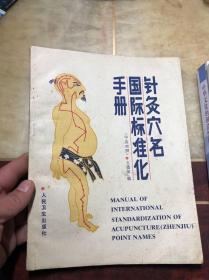 针灸穴名
国际标准化
手册
MANUAL OF
INTERNATIONAL
STANDARDIZATION OF
ACUPUNCTURE (ZHENJIU)
POINT NAMES
人民卫生出版社